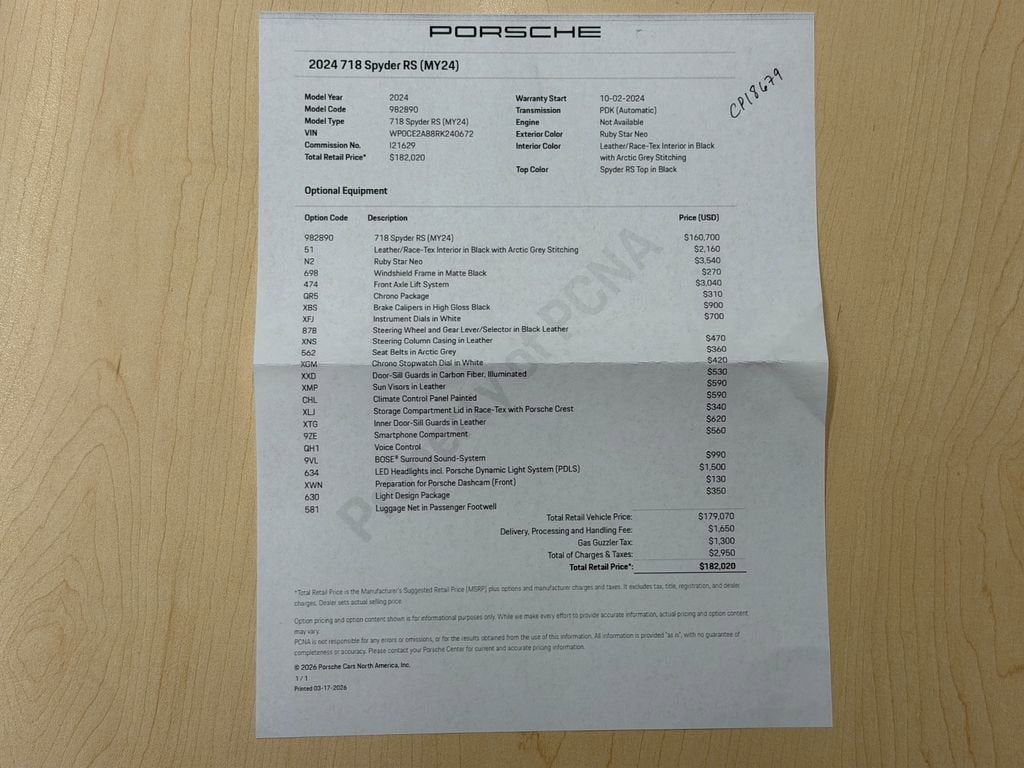 PORSCHE
2024 718 Spyder RS (MY24)
CP18679
Model Year 2024 Warranty Start 10-02-2024
Model Code 982890 Transmission PDK (Automatic)
Model Type 718 Spyder RS (MY24) Engine Not Available
VIN WP0CE2A88RK240672 Exterior Color Ruby Star Neo
Commission No. I21629 Interior Color Leather/Race-Tex Interior in Black
Total Retail Price* $182,020 with Arctic Grey Stitching
Top Color Spyder RS Top in Black
Optional Equipment
Option Code Description Price (USD)
982890 718 Spyder RS (MY24) $160,700
51 Leather/Race-Tex Interior in Black with Arctic Grey Stitching $2,160
N2 Ruby Star Neo $3,540
698 Windshield Frame in Matte Black $270
474 Front Axle Lift System $3,040
QR5 Chrono Package $310
XBS Brake Calipers in High Gloss Black $900
XFJ Instrument Dials in White $700
878 Steering Wheel and Gear Lever/Selector in Black Leather
XNS Steering Column Casing in Leather $470
562 Seat Belts in Arctic Grey $360
XGM Chrono Stopwatch Dial in White $420
XXD Door-Sill Guards in Carbon Fiber, Illuminated $530
XMP Sun Visors in Leather $590
CHL Climate Control Panel Painted $590
XLJ Storage Compartment Lid in Race-Tex with Porsche Crest $340
XTG Inner Door-Sill Guards in Leather $620
9ZE Smartphone Compartment $560
QH1 Voice Control
9VL BOSE® Surround Sound-System $990
634 LED Headlights incl. Porsche Dynamic Light System (PDLS) $1,500
XWN Preparation for Porsche Dashcam (Front) $130
630 Light Design Package $350
581 Luggage Net in Passenger Footwell
Total Retail Vehicle Price: $179,070
Delivery, Processing and Handling Fee: $1,650
Gas Guzzler Tax: $1,300
Total of Charges & Taxes: $2,950
Total Retail Price*: $182,020
*Total Retail Price is the Manufacturer's Suggested Retail Price (MSRP) plus options and manufacturer charges and taxes. It excludes tax, title, registration, and dealer
charges. Dealer sets actual selling price.
Option pricing and option content shown is for informational purposes only. While we make every effort to provide accurate information, actual pricing and option content
may vary.
PCNA is not responsible for any errors or omissions, or for the results obtained from the use of this information. All information is provided "as is", with no guarantee of
completeness or accuracy. Please contact your Porsche Center for current and accurate pricing information.
© 2026 Porsche Cars North America, Inc.
1 / 1
Printed 03-17-2026
of PCNA